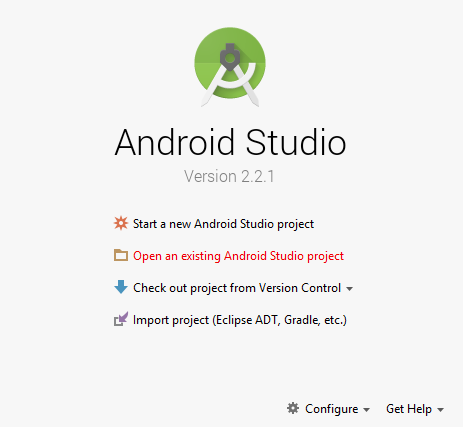 Android Studio
Version 2.2.1
Start a new Android Studio project
Open an existing Android Studio project
Check out project from Version Control
Import project (Eclipse ADT, Gradle, etc.)
Configure Get Help